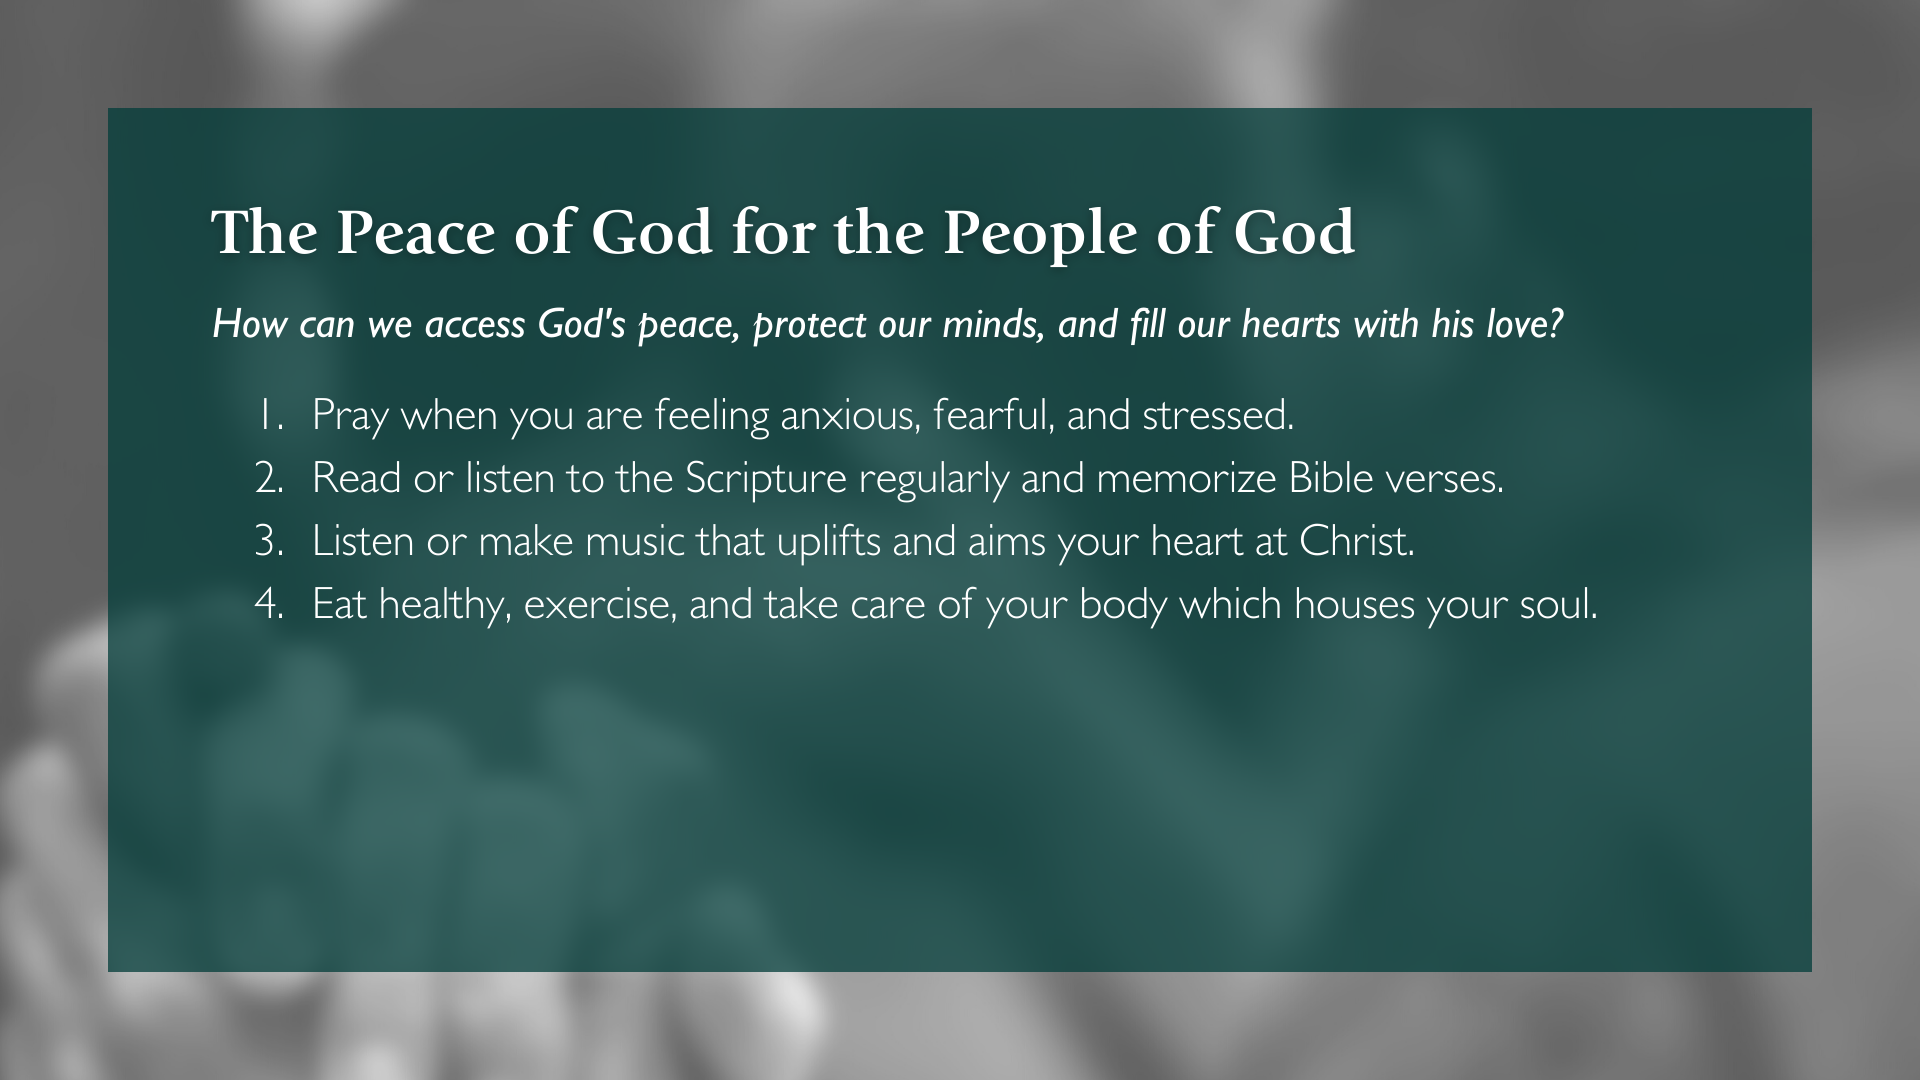 The Peace of God for the People of God
How can we access God's peace, protect our minds, and fill our hearts with his love?
1. Pray when you are feeling anxious, fearful, and stressed.
2. Read or listen to the Scripture regularly and memorize Bible verses.
3. Listen or make music that uplifts and aims your heart at Christ.
4. Eat healthy, exercise, and take care of your body which houses your soul.